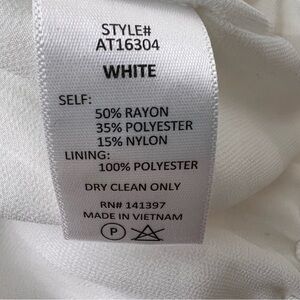 STYLE#
AT16304
WHITE
SELF:
50% RAYON
35% POLYESTER
15% NYLON
LINING:
100% POLYESTER
DRY CLEAN ONLY
RN# 141397
MADE IN VIETNAM
P